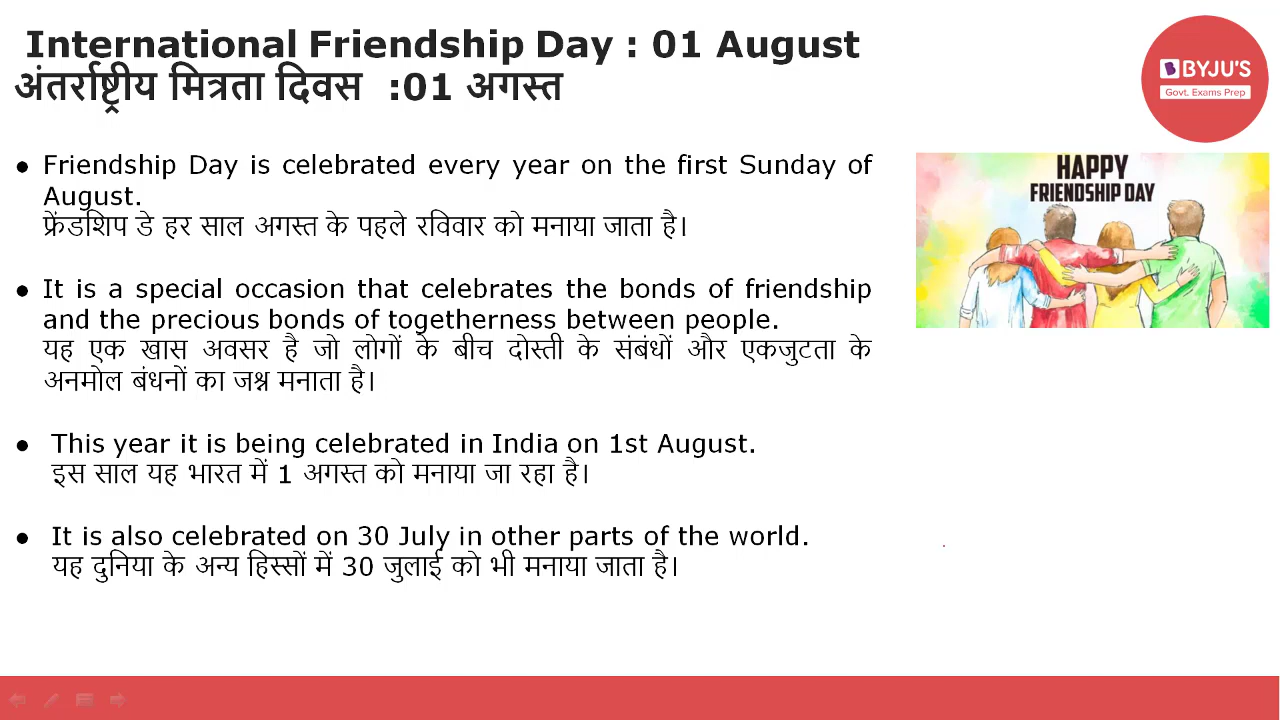 International Friendship Day : 01 August
अंतर्राष्ट्रीय मित्रता दिवस :01 अगस्त
BYJU'S
Govt. Exams Prep
● Friendship Day is celebrated every year on the first Sunday of
August.
फ्रेंडशिप डे हर साल अगस्त के पहले रविवार को मनाया जाता है।
● It is a special occasion that celebrates the bonds of friendship
and the precious bonds of togetherness between people.
यह एक खास अवसर है जो लोगों के बीच दोस्ती के संबंधों और एकजुटता के
अनमोल बंधनों का जश्न मनाता है।
● This year it is being celebrated in India on 1st August.
इस साल यह भारत में 1 अगस्त को मनाया जा रहा है।
● It is also celebrated on 30 July in other parts of the world.
यह दुनिया के अन्य हिस्सों में 30 जुलाई को भी मनाया जाता है।
HAPPY
FRIENDSHIP DAY